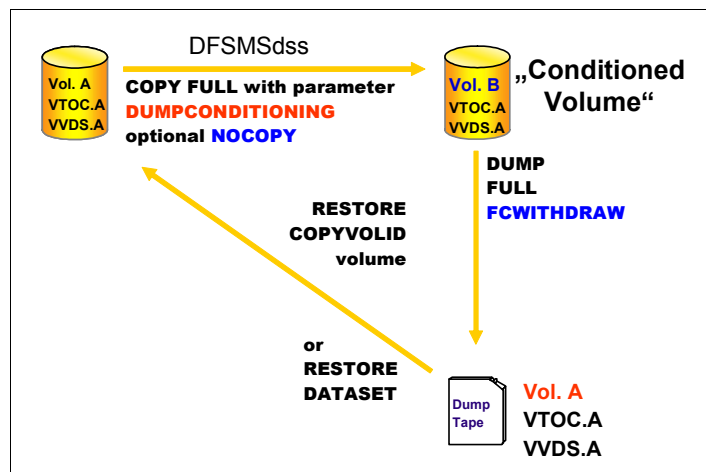 DFSMSdss
Vol. A
VTOC.A
VVDS.A
COPY FULL with parameter
DUMPCONDITIONING
optional NOCOPY
Vol. B
VTOC.A
VVDS.A
„Conditioned
Volume“
DUMP
FULL
FCWITHDRAW
RESTORE
COPYVOLID
volume
or
RESTORE
DATASET
Dump
Tape
Vol. A
VTOC.A
VVDS.A